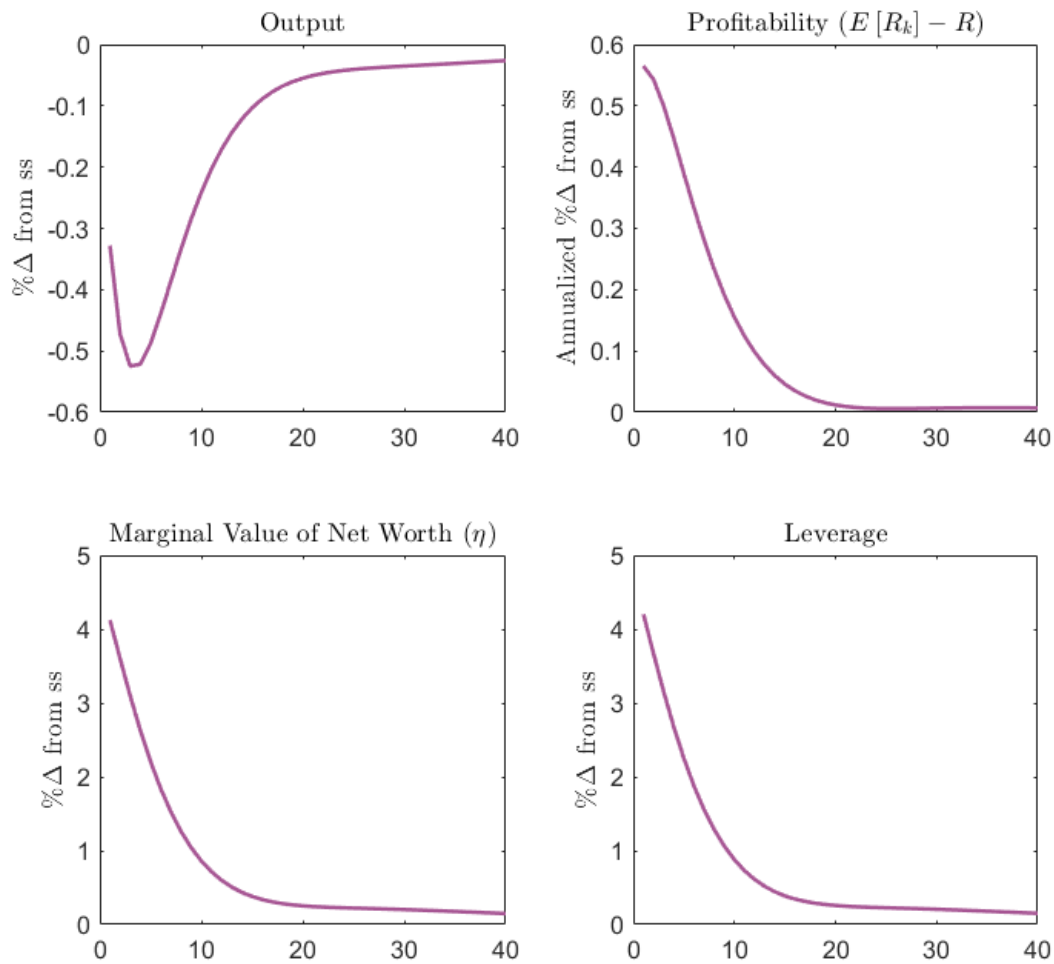 Output
%Δ from ss
0
-0.1
-0.2
-0.3
-0.4
-0.5
-0.6
0 10 20 30 40
Profitability (E [R_k] − R)
Annualized %Δ from ss
0.6
0.5
0.4
0.3
0.2
0.1
0
0 10 20 30 40
Marginal Value of Net Worth (η)
%Δ from ss
5
4
3
2
1
0
0 10 20 30 40
Leverage
%Δ from ss
5
4
3
2
1
0
0 10 20 30 40